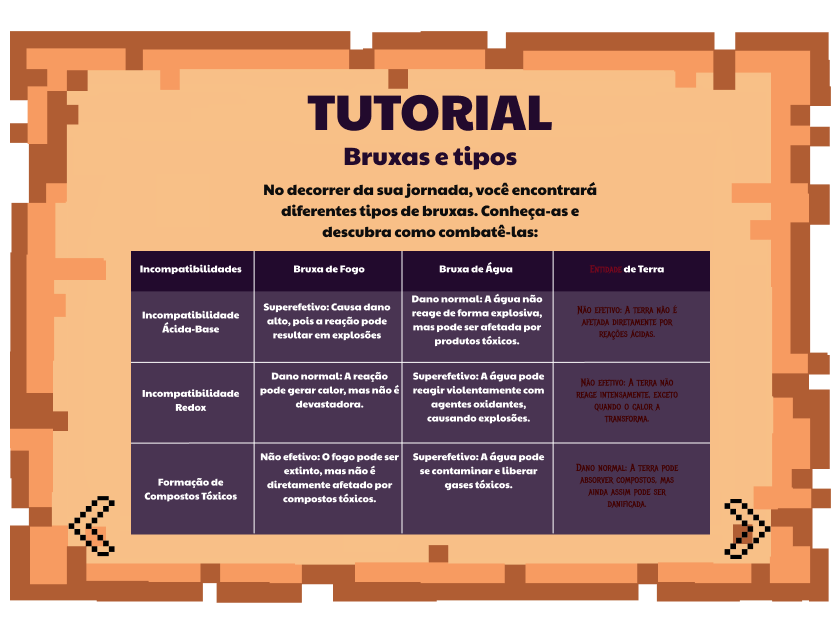 TUTORIAL
Bruxas e tipos
No decorrer da sua jornada, você encontrará
diferentes tipos de bruxas. Conheça-as e
descubra como combatê-las:
Incompatibilidades
Bruxa de Fogo
Bruxa de Água
Entidade de Terra
Incompatibilidade
Ácida-Base
Superefetivo: Causa dano
alto, pois a reação pode
resultar em explosões
Dano normal: A água não
reage de forma explosiva,
mas pode ser afetada por
produtos tóxicos.
Não efetivo: A terra não é
afetada diretamente por
reações ácidas.
Incompatibilidade
Redox
Dano normal: A reação
pode gerar calor, mas não é
devastadora.
Superefetivo: A água pode
reagir violentamente com
agentes oxidantes,
causando explosões.
Não efetivo: A terra não
reage intensamente, exceto
quando o calor a
transforma.
Formação de
Compostos Tóxicos
Não efetivo: O fogo pode ser
extinto, mas não é
diretamente afetado por
compostos tóxicos.
Superefetivo: A água pode
se contaminar e liberar
gases tóxicos.
Dano normal: A terra pode
absorver compostos, mas
ainda assim pode ser
danificada.